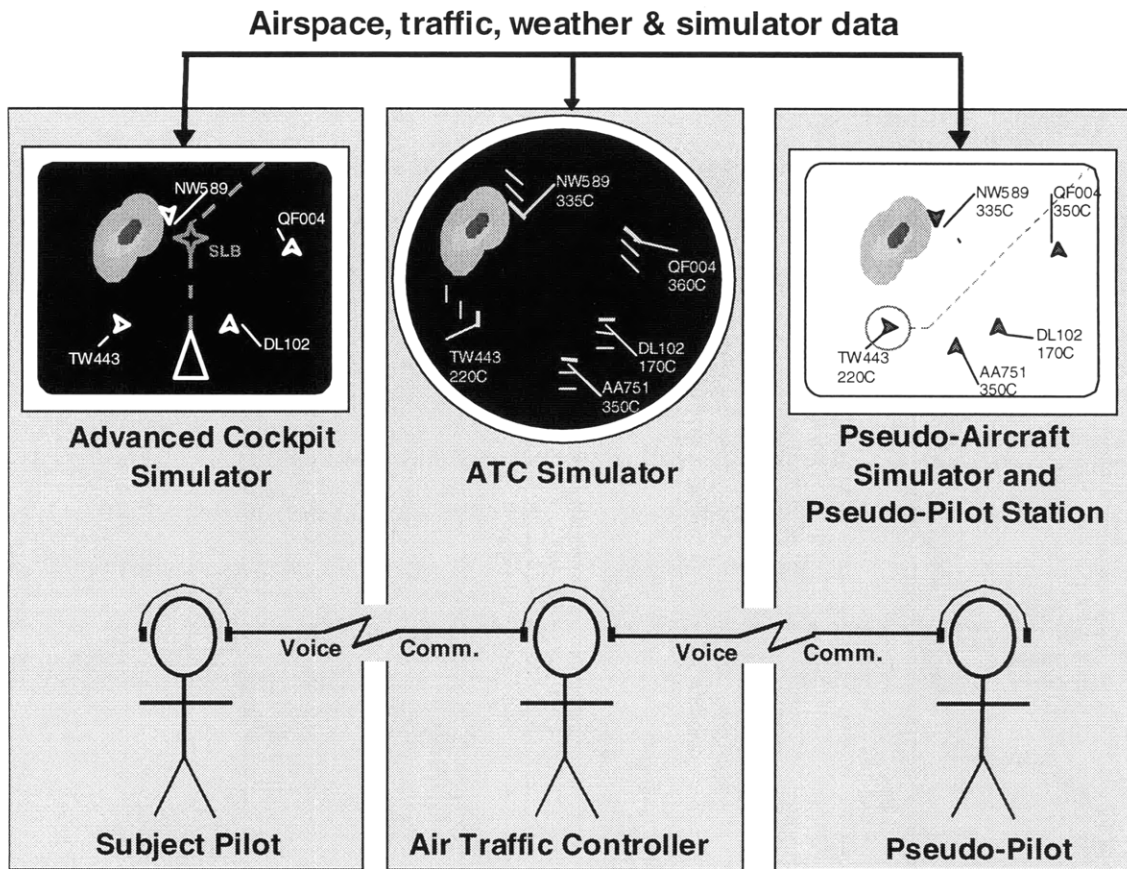 Airspace, traffic, weather & simulator data
NW589
QF004
SLB
TW443
DL102
Advanced Cockpit
Simulator
NW589
335C
QF004
360C
TW443
220C
DL102
170C
AA751
350C
ATC Simulator
NW589
335C
QF004
350C
TW443
220C
DL102
170C
AA751
350C
Pseudo-Aircraft
Simulator and
Pseudo-Pilot Station
Voice
Comm.
Voice
Comm.
Subject Pilot
Air Traffic Controller
Pseudo-Pilot